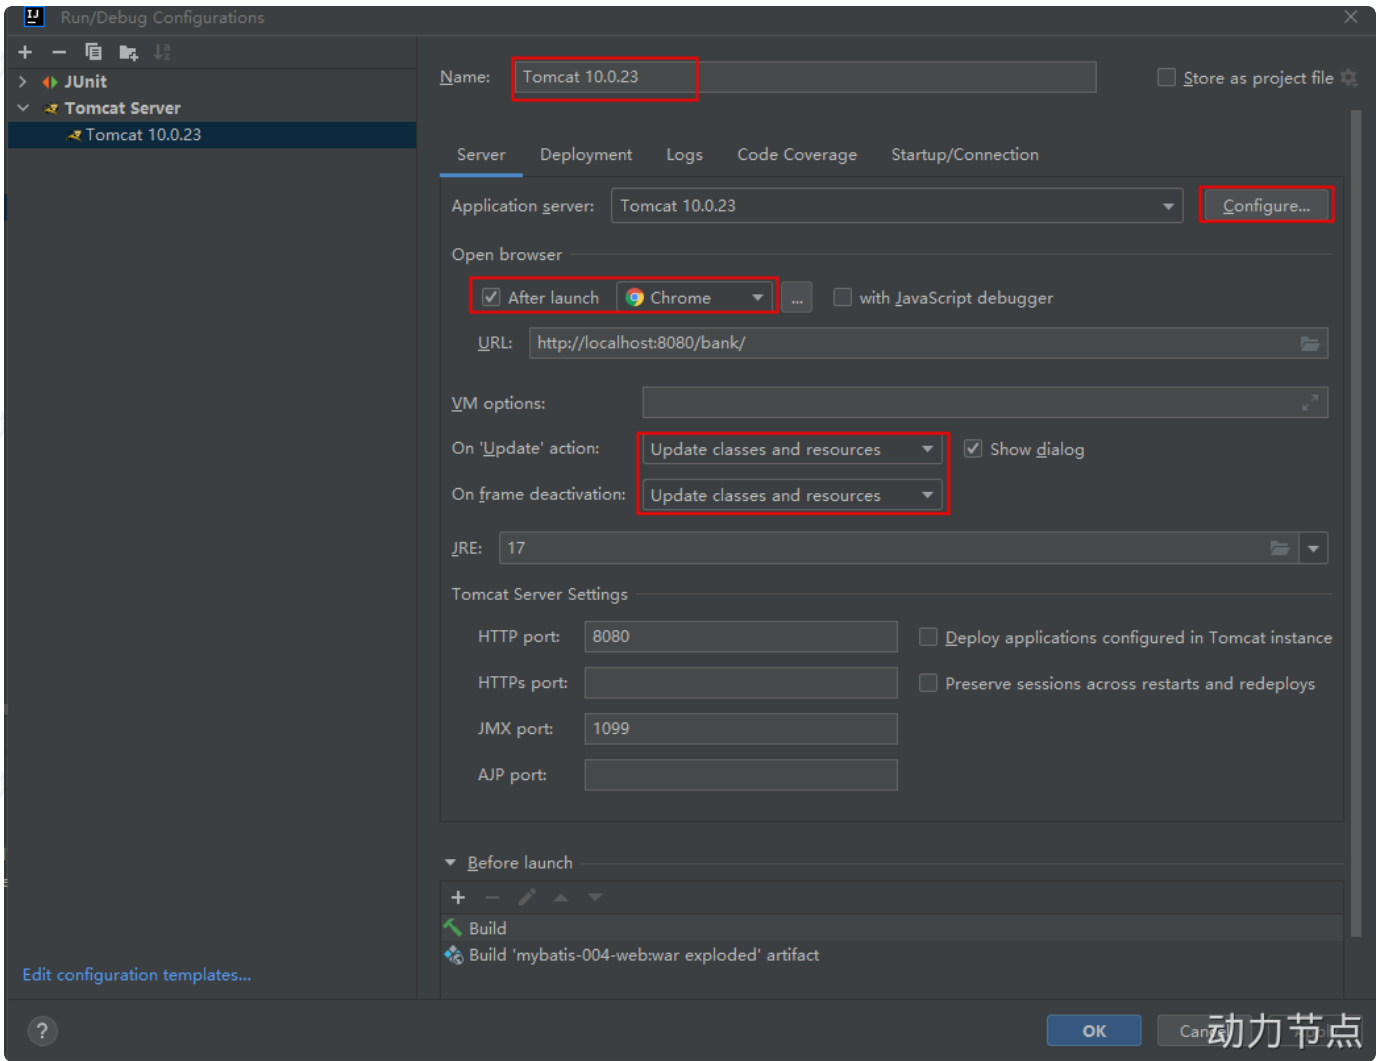 Run/Debug Configurations
JUnit
Tomcat Server
Tomcat 10.0.23
Edit configuration templates...
?
Name: Tomcat 10.0.23 Store as project file
Server Deployment Logs Code Coverage Startup/Connection
Application server: Tomcat 10.0.23 Configure...
Open browser
After launch Chrome ... with JavaScript debugger
URL: http://localhost:8080/bank/
VM options:
On 'Update' action: Update classes and resources Show dialog
On frame deactivation: Update classes and resources
JRE: 17
Tomcat Server Settings
HTTP port: 8080 Deploy applications configured in Tomcat instance
HTTPs port: Preserve sessions across restarts and redeploys
JMX port: 1099
AJP port:
Before launch
Build
Build 'mybatis-004-web:war exploded' artifact
OK Cancel
动力节点